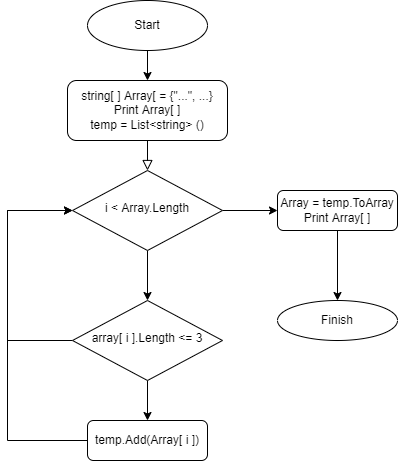 Start
string[ ] Array[ = {"...", ...}
Print Array[ ]
temp = List<string> ()
i < Array.Length
Array = temp.ToArray
Print Array[ ]
array[ i ].Length <= 3
Finish
temp.Add(Array[ i ])